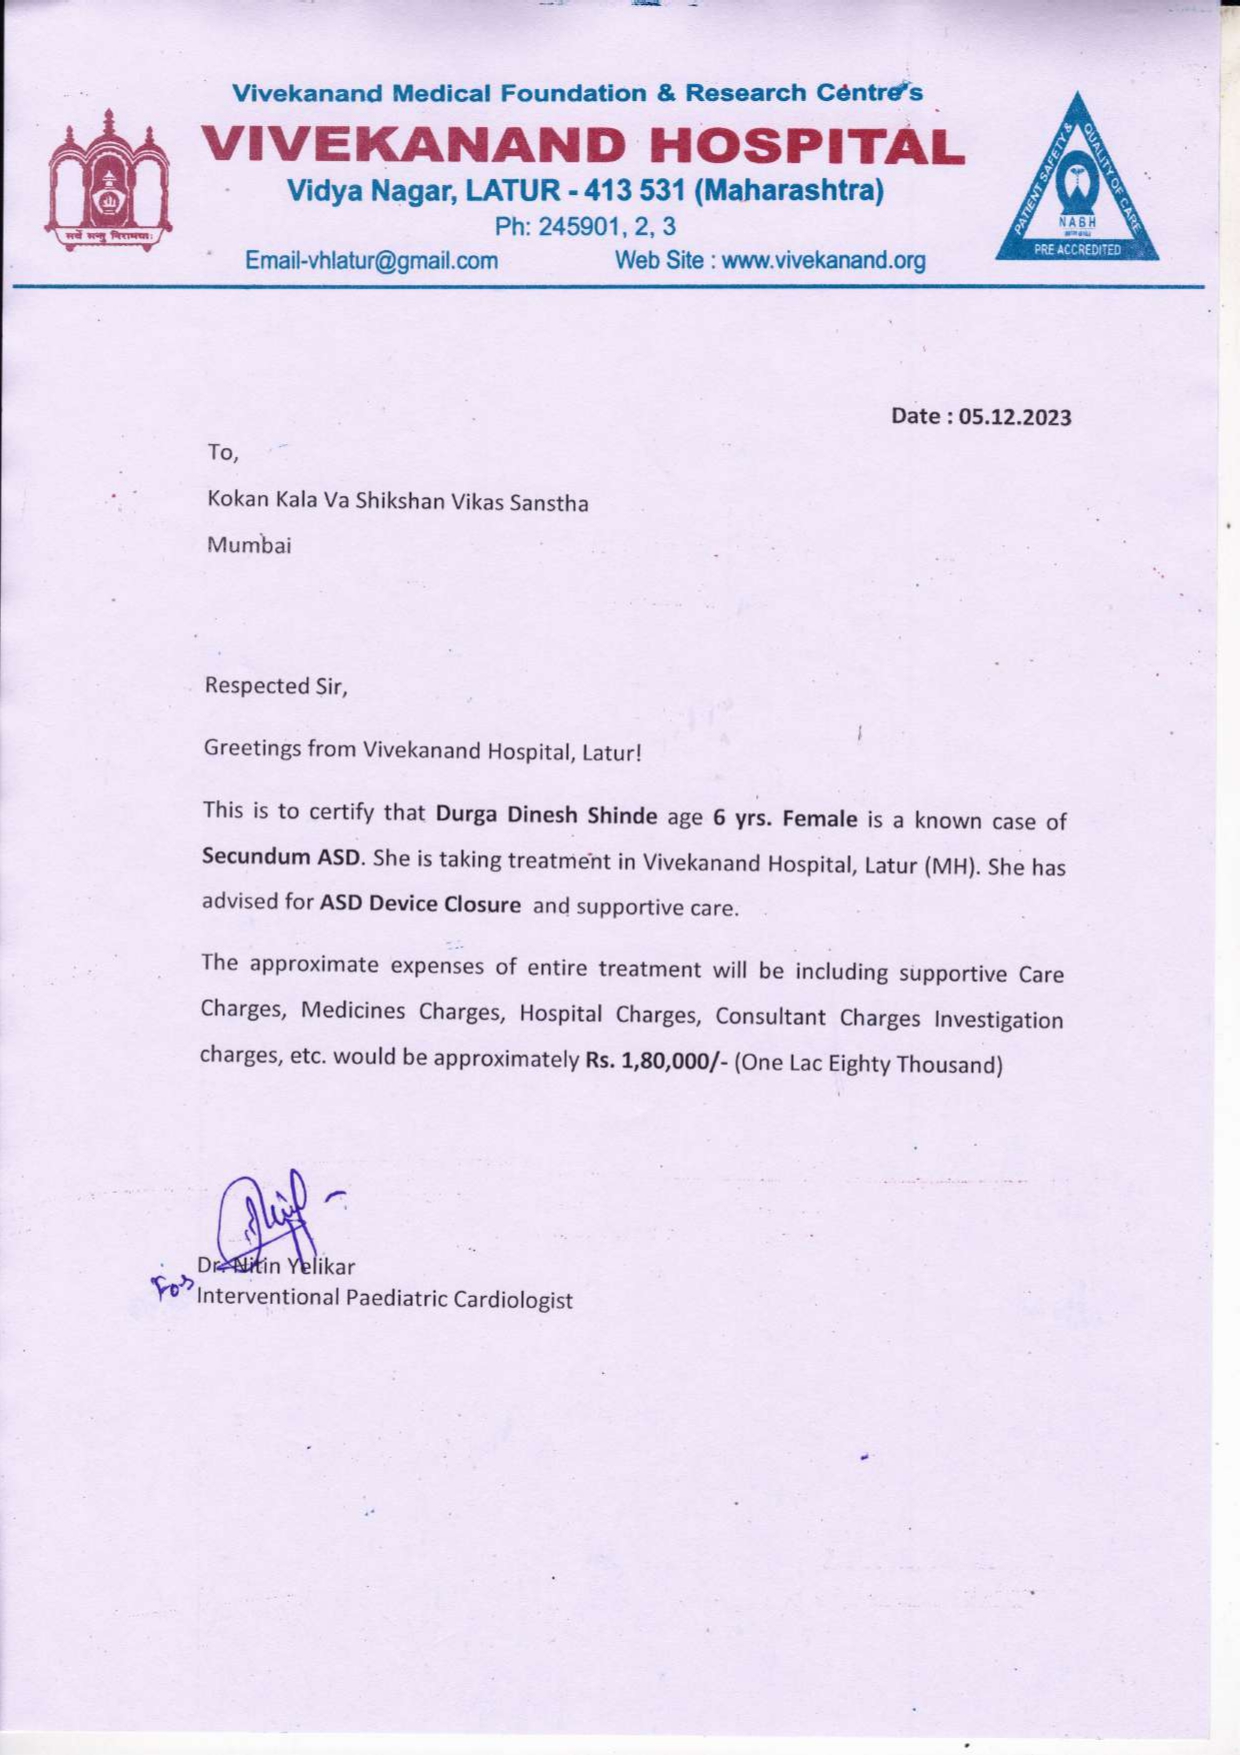 Vivekanand Medical Foundation & Research Centre's
VIVEKANAND HOSPITAL
Vidya Nagar, LATUR - 413 531 (Maharashtra)
Ph: 245901, 2, 3
Email-vhlatur@gmail.com Web Site : www.vivekanand.org
सर्वे सन्तु निरामयाः
PATIENT SAFETY & QUALITY OF CARE
NABH
PRE ACCREDITED
Date : 05.12.2023
To,
Kokan Kala Va Shikshan Vikas Sanstha
Mumbai
Respected Sir,
Greetings from Vivekanand Hospital, Latur!
This is to certify that Durga Dinesh Shinde age 6 yrs. Female is a known case of
Secundum ASD. She is taking treatment in Vivekanand Hospital, Latur (MH). She has
advised for ASD Device Closure and supportive care.
The approximate expenses of entire treatment will be including supportive Care
Charges, Medicines Charges, Hospital Charges, Consultant Charges Investigation
charges, etc. would be approximately Rs. 1,80,000/- (One Lac Eighty Thousand)
Dr. Nitin Yelikar
For Interventional Paediatric Cardiologist